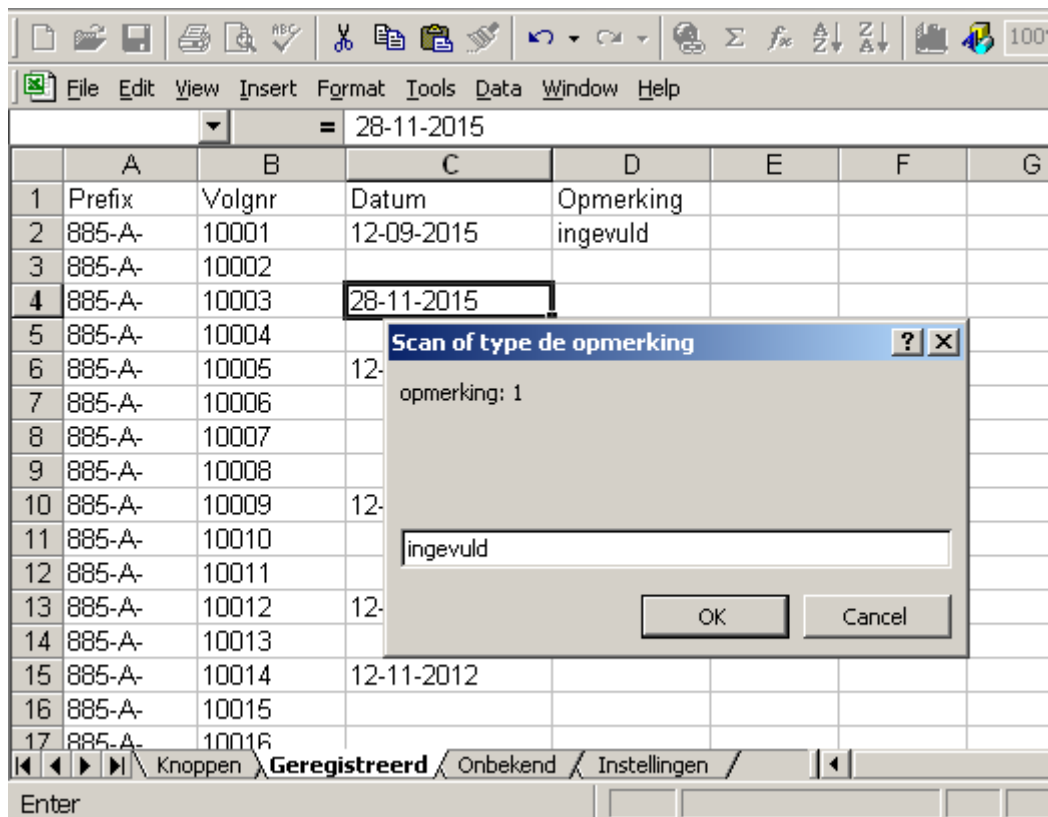 ABC Σ fx A Z Z A 100
File Edit View Insert Format Tools Data Window Help
= 28-11-2015
A B C D E F G
1 Prefix Volgnr Datum Opmerking
2 885-A- 10001 12-09-2015 ingevuld
3 885-A- 10002
4 885-A- 10003 28-11-2015
5 885-A- 10004
Scan of type de opmerking ? X
6 885-A- 10005 12-
opmerking: 1
7 885-A- 10006
8 885-A- 10007
9 885-A- 10008
10 885-A- 10009 12-
11 885-A- 10010
ingevuld
12 885-A- 10011
13 885-A- 10012 12-
OK Cancel
14 885-A- 10013
15 885-A- 10014 12-11-2012
16 885-A- 10015
17 885-A- 10016
Knoppen Geregistreerd Onbekend Instellingen
Enter